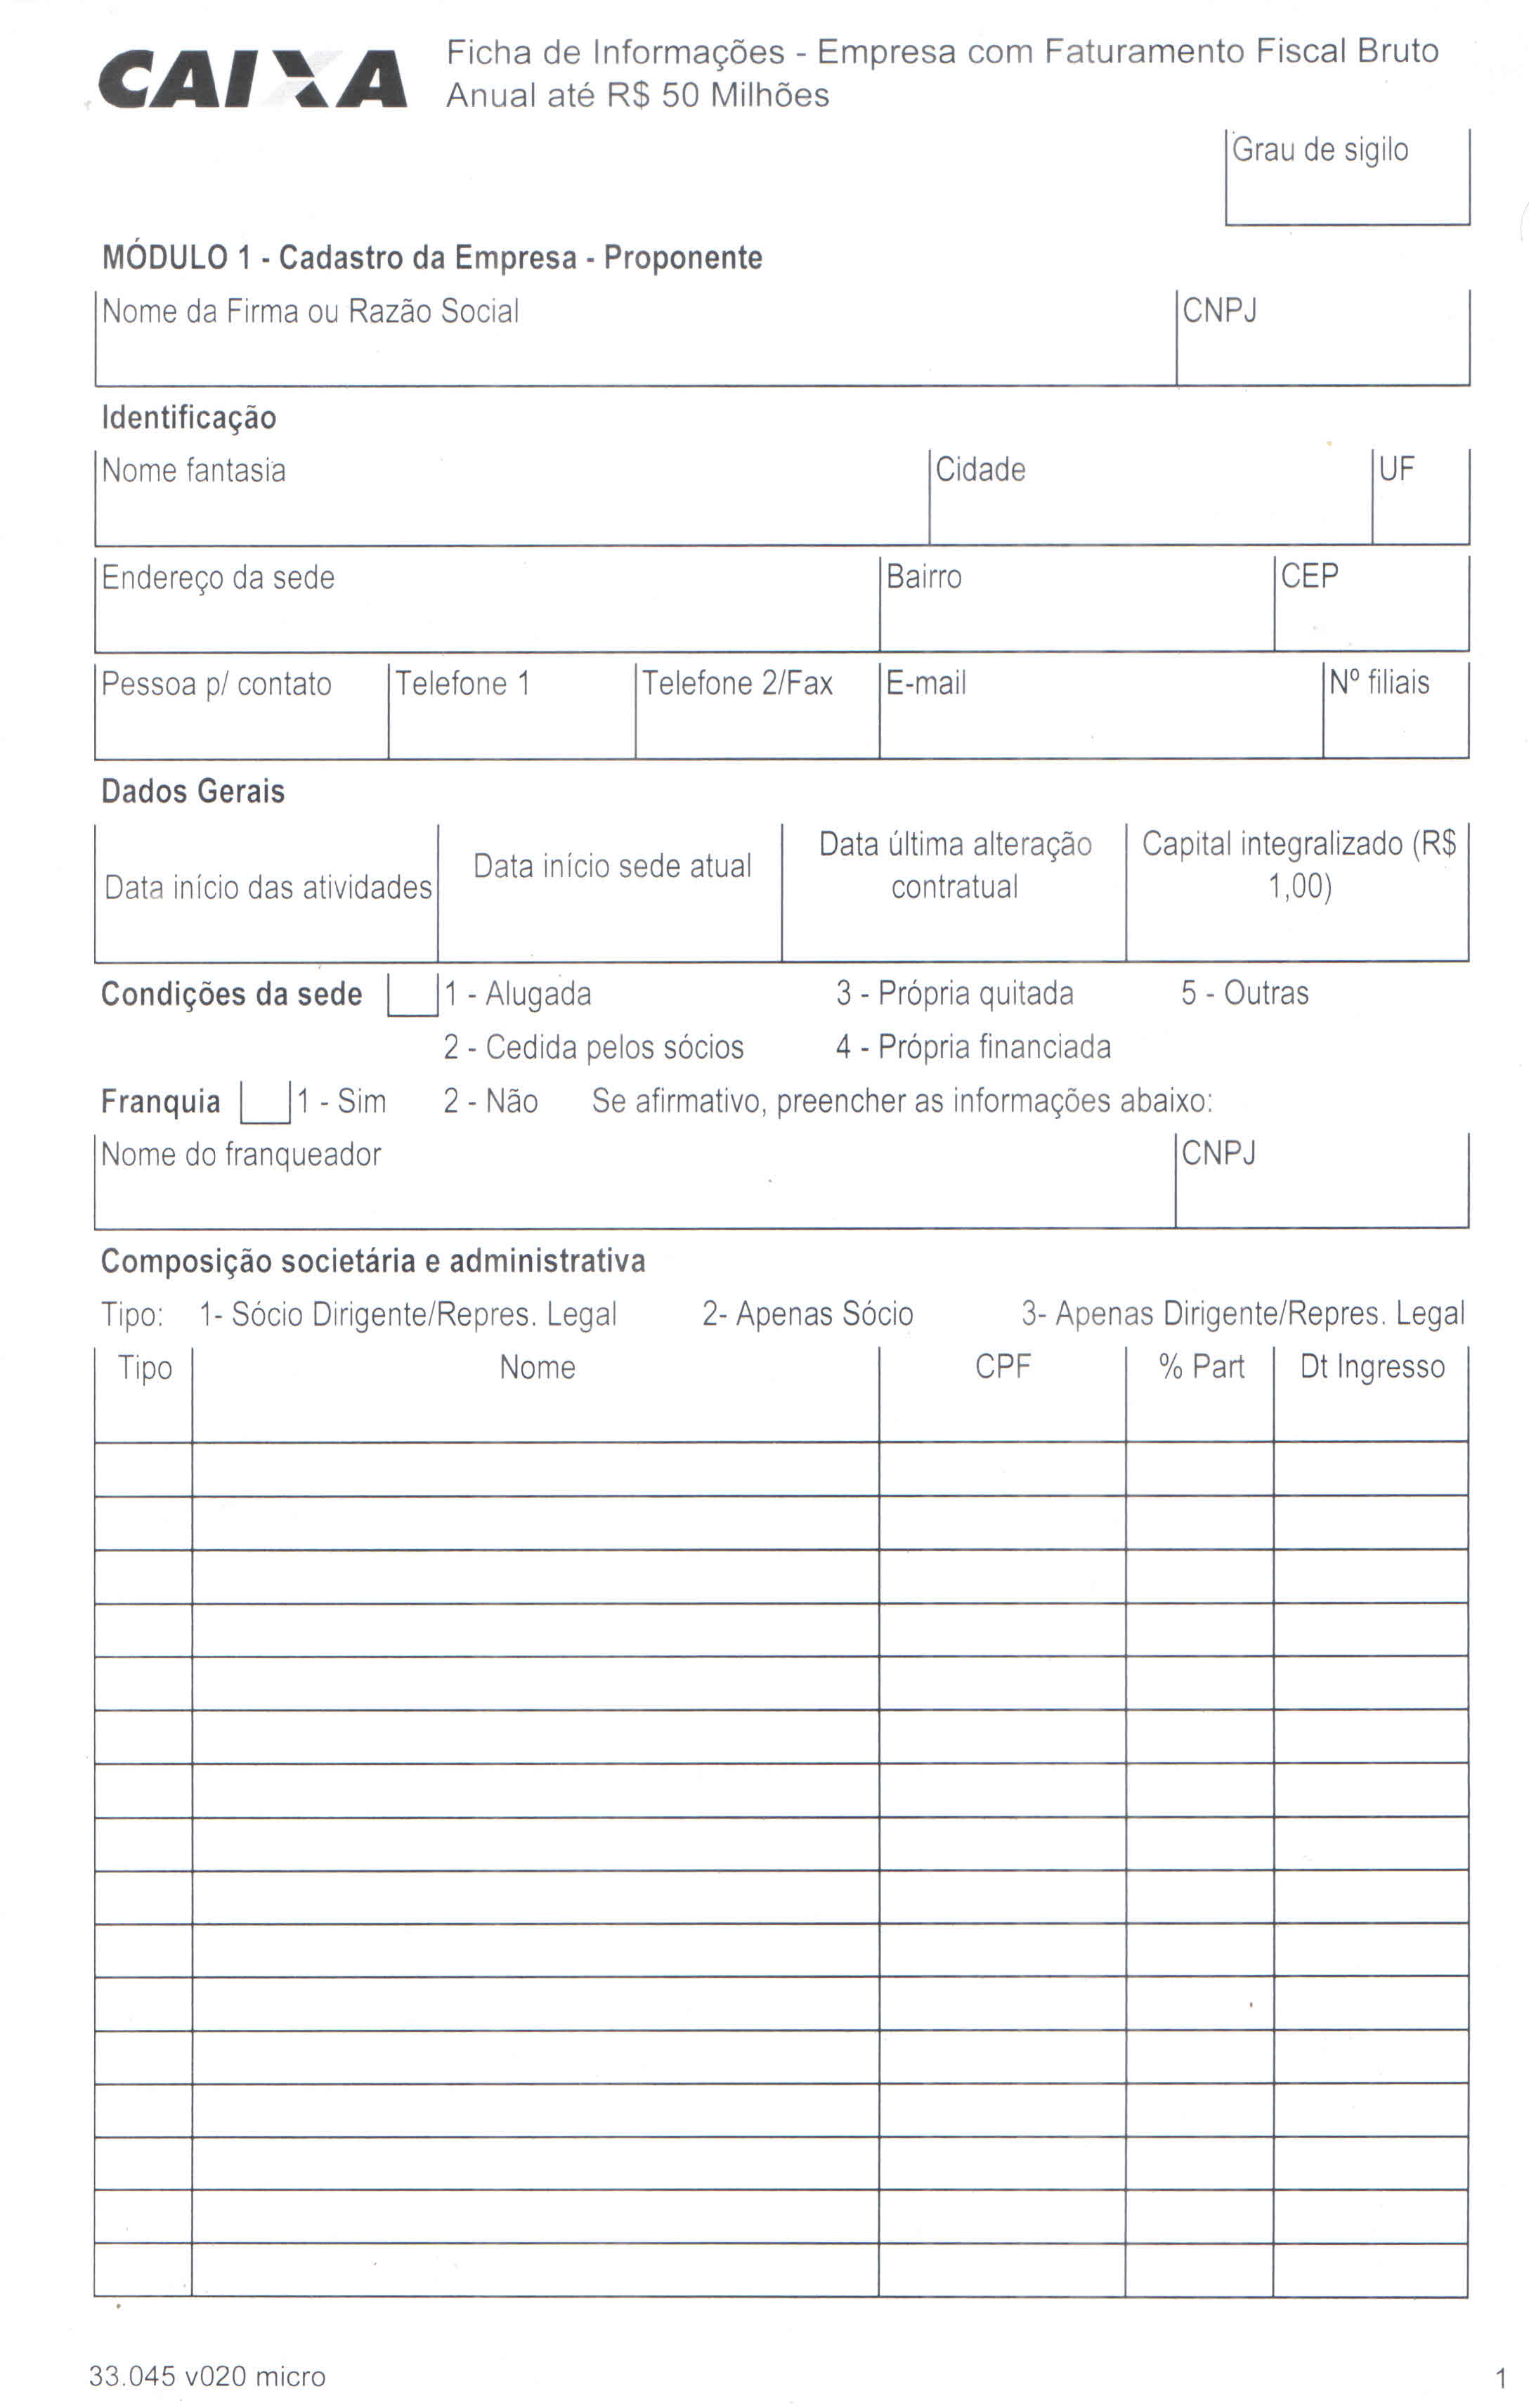 CAIXA
Ficha de Informações - Empresa com Faturamento Fiscal Bruto
Anual até R$ 50 Milhões
Grau de sigilo
MÓDULO 1 - Cadastro da Empresa - Proponente
Nome da Firma ou Razão Social CNPJ
Identificação
Nome fantasia Cidade UF
Endereço da sede Bairro CEP
Pessoa p/ contato Telefone 1 Telefone 2/Fax E-mail Nº filiais
Dados Gerais
Data início das atividades Data início sede atual Data última alteração contratual Capital integralizado (R$ 1,00)
Condições da sede 1 - Alugada 3 - Própria quitada 5 - Outras
2 - Cedida pelos sócios 4 - Própria financiada
Franquia 1 - Sim 2 - Não Se afirmativo, preencher as informações abaixo:
Nome do franqueador CNPJ
Composição societária e administrativa
Tipo: 1- Sócio Dirigente/Repres. Legal 2- Apenas Sócio 3- Apenas Dirigente/Repres. Legal
Tipo Nome CPF % Part Dt Ingresso
33.045 v020 micro 1